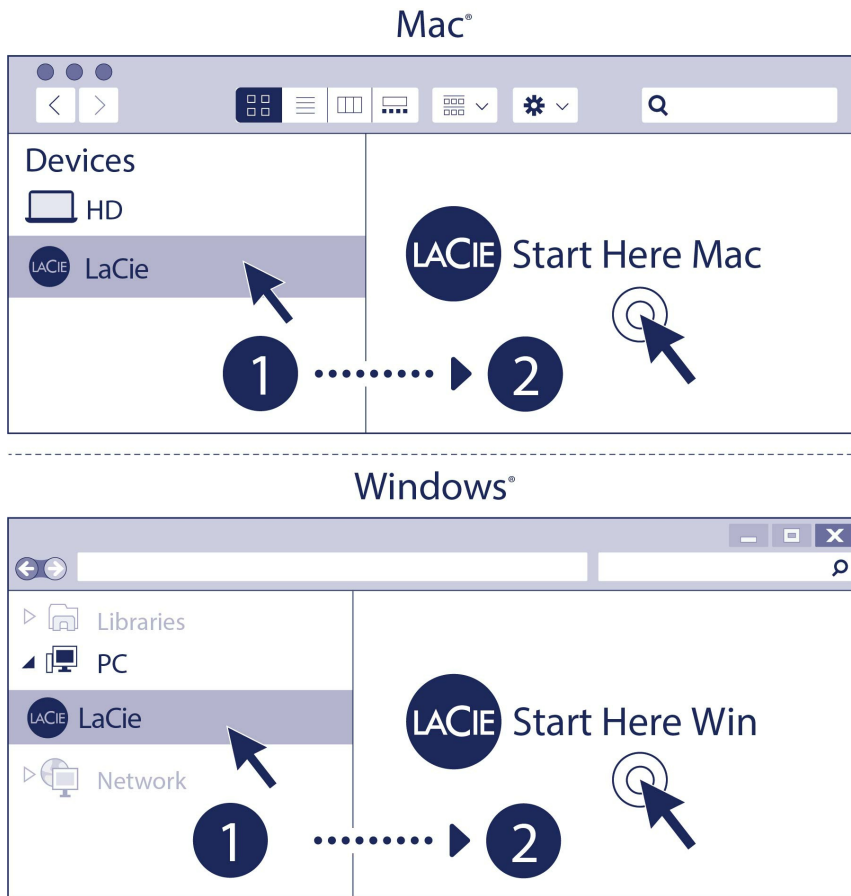 Mac®
Devices
HD
LACIE LaCie
LACIE Start Here Mac
1 2
Windows®
Libraries
PC
LACIE LaCie
LACIE Start Here Win
Network
1 2